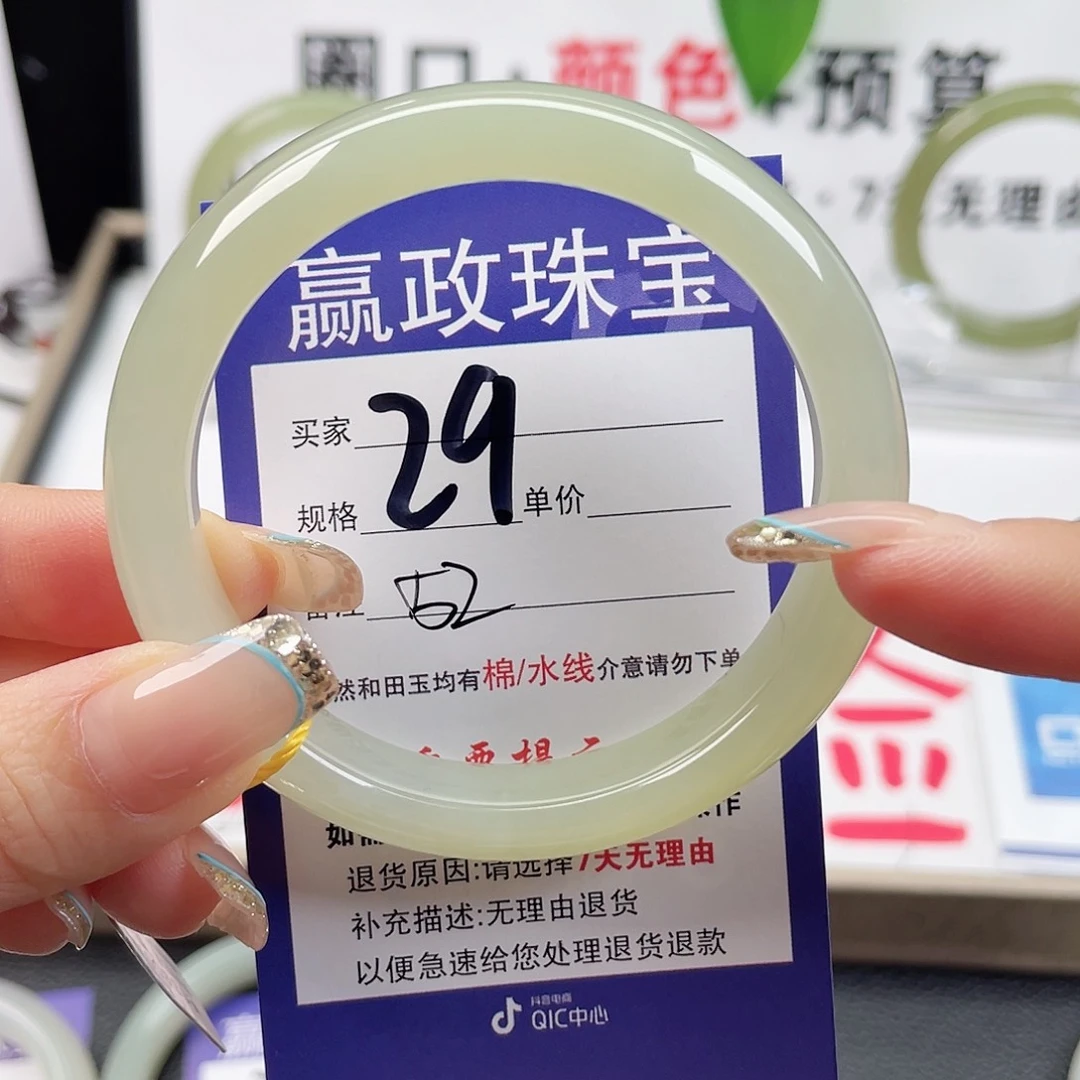 圈口·颜色+预算
·7天无理由
赢政珠宝
买家 29
规格 单价
备注 52
然和田玉均有棉/水线介意请勿下单
退货原因:请选择7天无理由
补充描述:无理由退货
以便急速给您处理退货退款
抖音电商
QIC中心